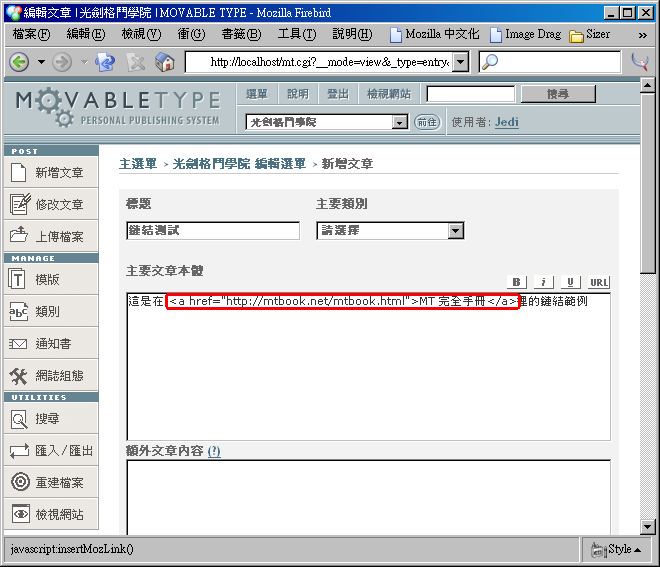 編輯文章 | 光劍格鬥學院 | MOVABLE TYPE - Mozilla Firebird
檔案(F) 編輯(E) 檢視(V) 衝(G) 書籤(B) 工具(T) 說明(H) Mozilla 中文化 Image Drag Sizer »
http://localhost/mt.cgi?__mode=view&_type=entry&
MOVABLETYPE
PERSONAL PUBLISHING SYSTEM
選單 說明 登出 檢視網站 搜尋
光劍格鬥學院 前往 使用者: Jedi
POST
新增文章
修改文章
上傳檔案
MANAGE
模版
類別
通知書
網誌組態
UTILITIES
搜尋
匯入/匯出
重建檔案
檢視網站
主選單 > 光劍格鬥學院 編輯選單 > 新增文章
標題 主要類別
鏈結測試 請選擇
主要文章本體
B i U URL
這是在 <a href="http://mtbook.net/mtbook.html">MT 完全手冊</a>裡的鏈結範例
額外文章內容 (?)
javascript:insertMozLink() Style